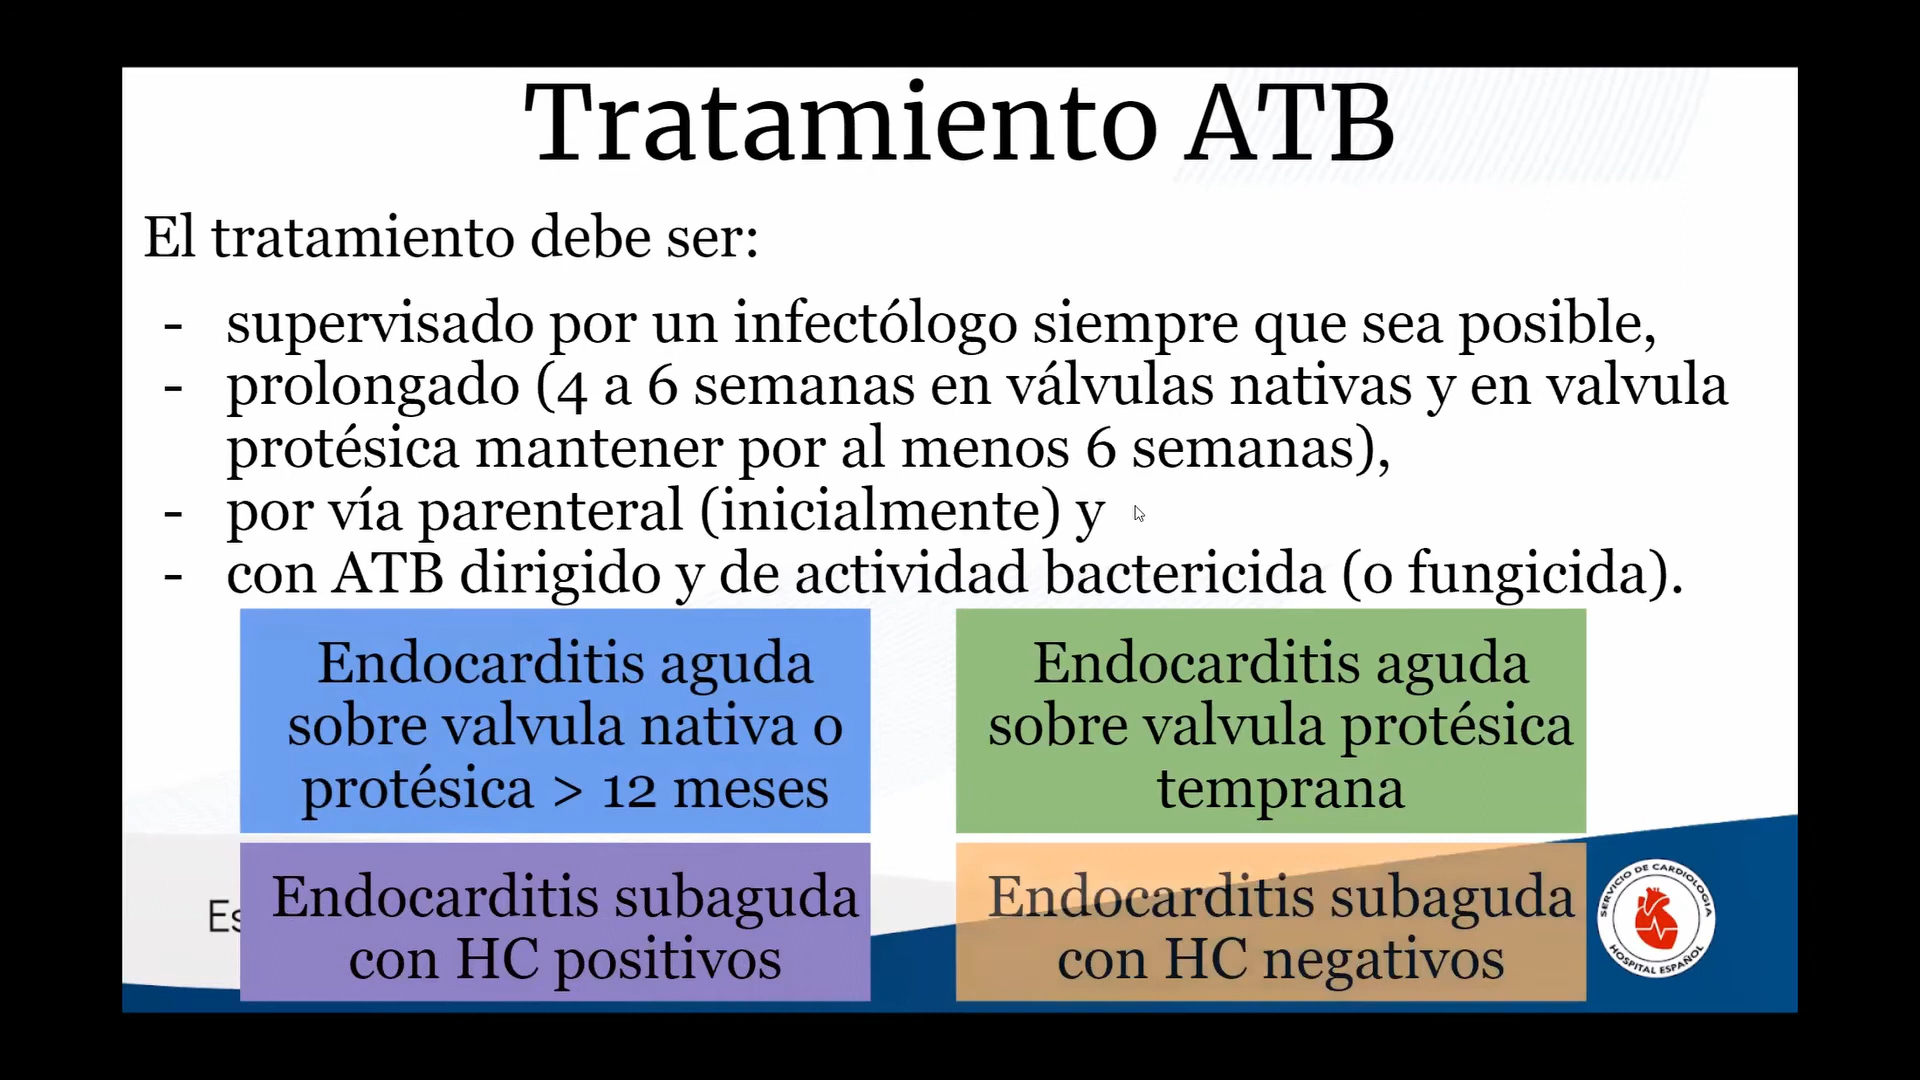 Tratamiento ATB
El tratamiento debe ser:
- supervisado por un infectólogo siempre que sea posible,
- prolongado (4 a 6 semanas en válvulas nativas y en valvula
protésica mantener por al menos 6 semanas),
- por vía parenteral (inicialmente) y
- con ATB dirigido y de actividad bactericida (o fungicida).
Endocarditis aguda
sobre valvula nativa o
protésica > 12 meses
Endocarditis aguda
sobre valvula protésica
temprana
Endocarditis subaguda
con HC positivos
Endocarditis subaguda
con HC negativos
SERVICIO DE CARDIOLOGIA
HOSPITAL ESPAÑOL